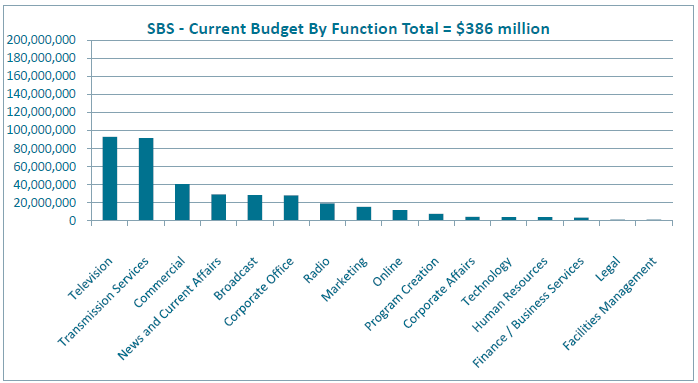 SBS - Current Budget By Function Total = $386 million
200,000,000
180,000,000
160,000,000
140,000,000
120,000,000
100,000,000
80,000,000
60,000,000
40,000,000
20,000,000
0
Television
Transmission Services
Commercial
News and Current Affairs
Broadcast
Corporate Office
Radio
Marketing
Online
Program Creation
Corporate Affairs
Technology
Human Resources
Finance / Business Services
Legal
Facilities Management